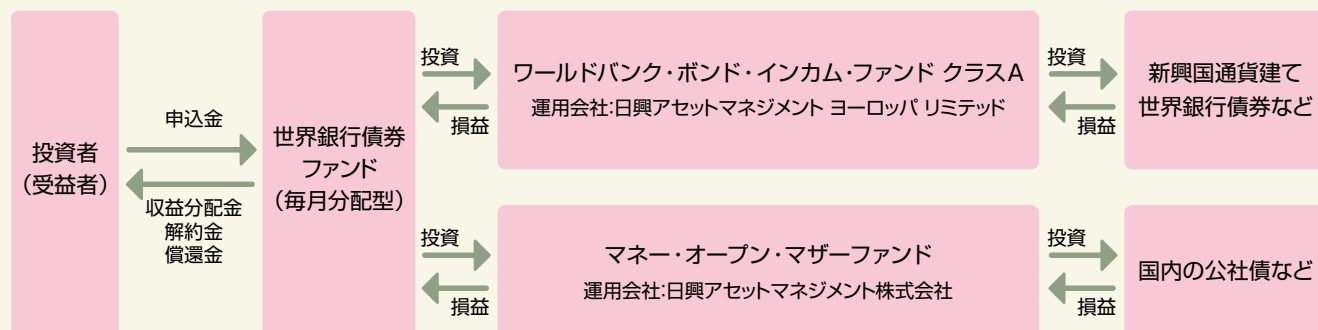 投資者
（受益者）
申込金
収益分配金
解約金
償還金
世界銀行債券
ファンド
（毎月分配型）
投資
損益
ワールドバンク・ボンド・インカム・ファンド クラスA
運用会社:日興アセットマネジメント ヨーロッパ リミテッド
投資
損益
新興国通貨建て
世界銀行債券など
投資
損益
マネー・オープン・マザーファンド
運用会社:日興アセットマネジメント株式会社
投資
損益
国内の公社債など